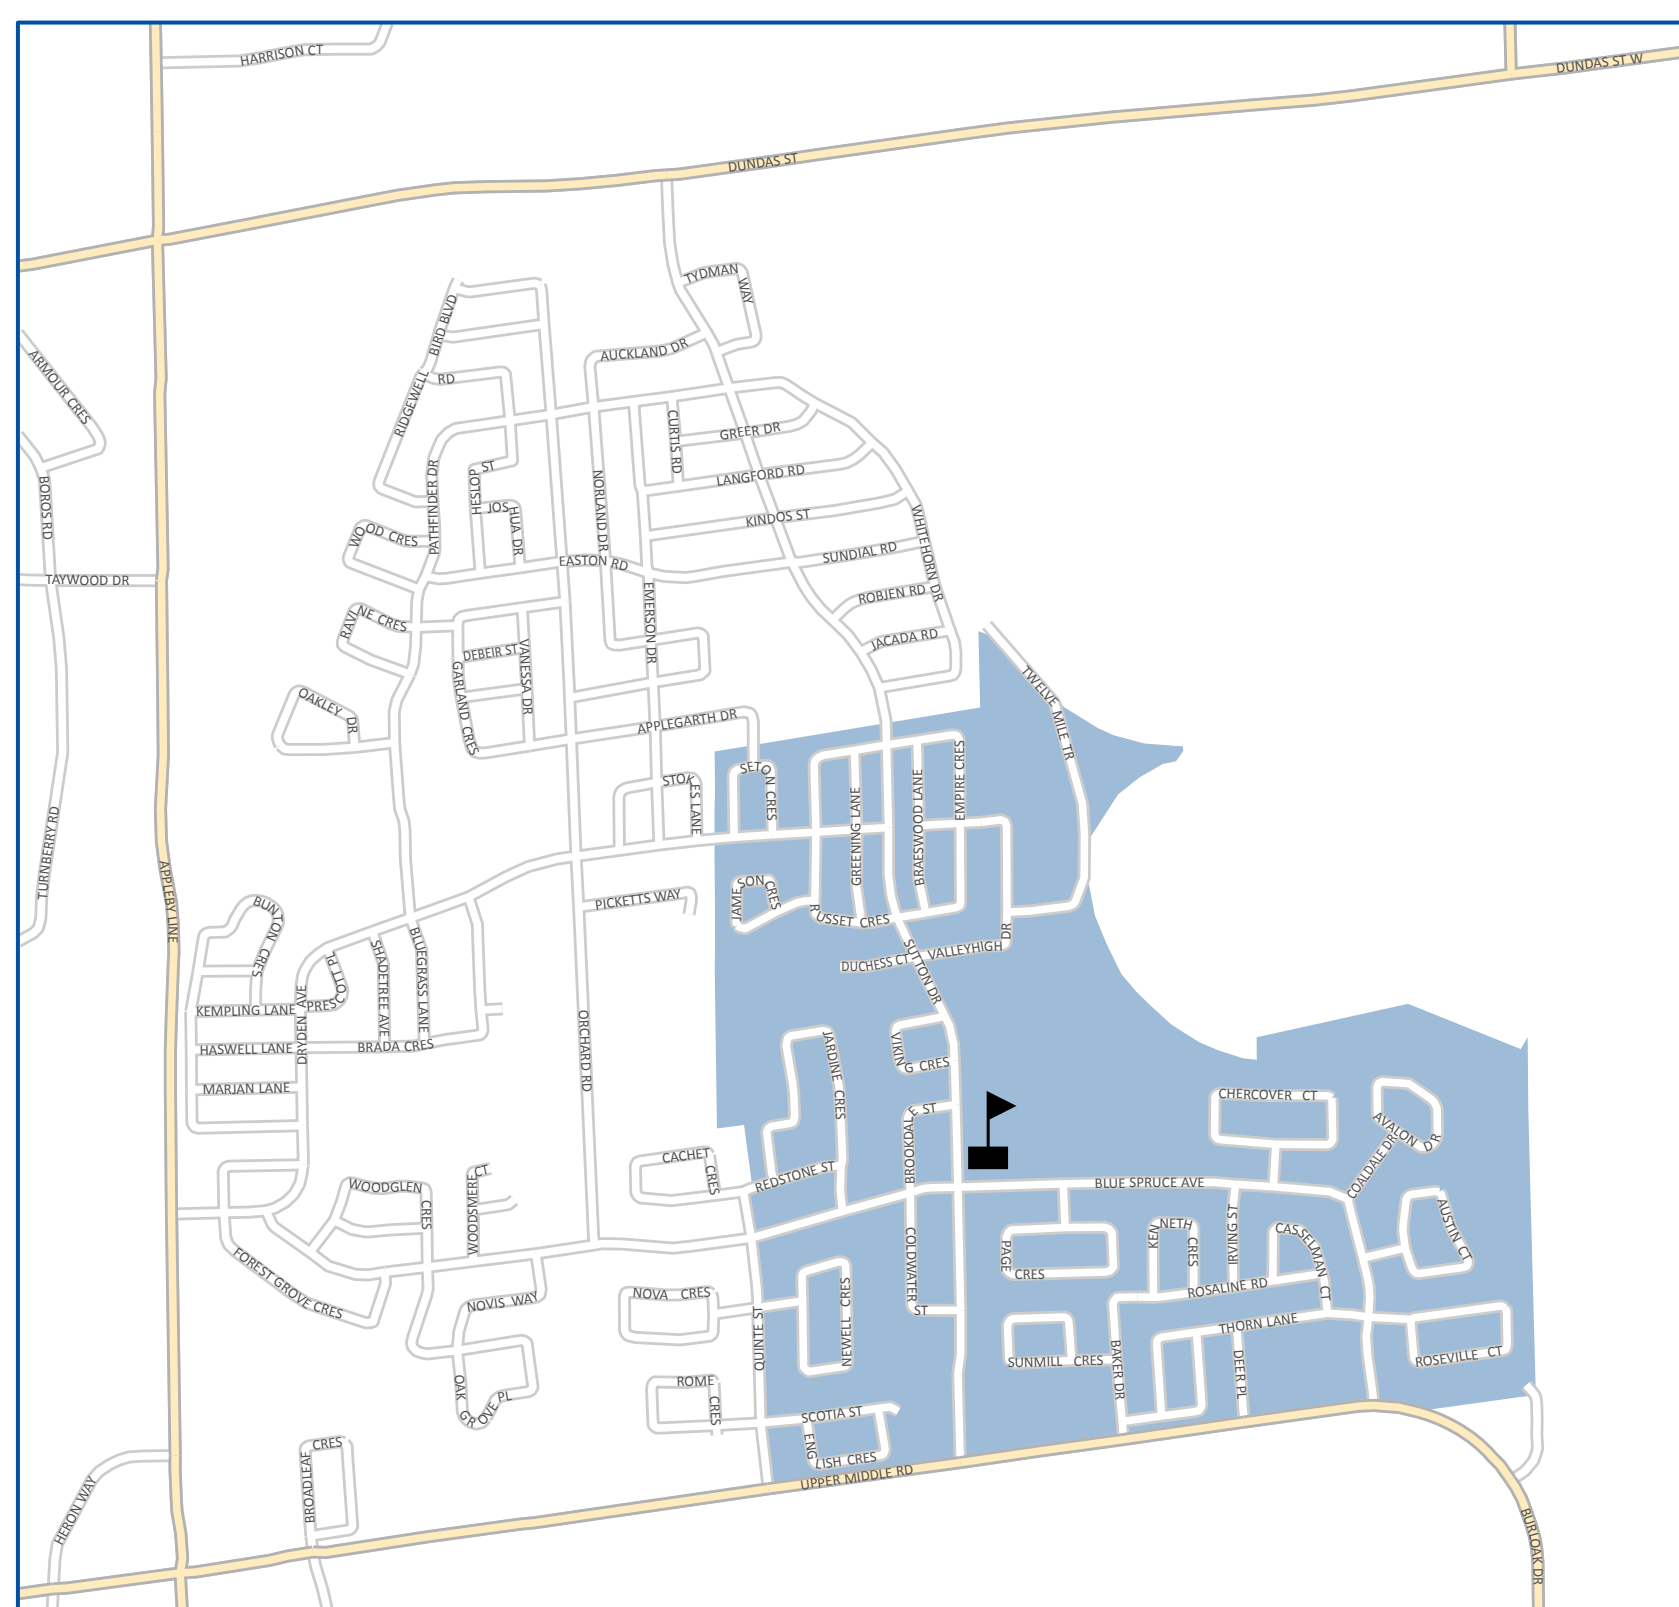 HARRISON CT
DUNDAS ST W
DUNDAS ST
TYDMAN WAY
BIRD BLVD
AUCKLAND DR
ARMOUR CRES
RIDGEWELL RD
CURTIS RD
GREER DR
LANGFORD RD
KINDOS ST
SUNDIAL RD
ROBJEN RD
JACADA RD
WHITEHORN DR
BOROS RD
PATHFINDER DR
HESLOP ST
JOSHUA DR
NORLAND DR
WOOD CRES
EASTON RD
TAYWOOD DR
RAVINE CRES
EMERSON DR
DEBEIR ST
VANESSA DR
GARLAND CRES
OAKLEY DR
APPLEGARTH DR
TWELVE MILE TR
STOKES LANE
SETON CRES
GREENING LANE
BRAESWOOD LANE
EMPIRE CRES
TURNBERRY RD
APPLEBY LINE
PICKETTS WAY
JAMESON CRES
RUSSET CRES
BUNTON CRES
SHADETREE AVE
BLUEGRASS LANE
DUCHESS CT
VALLEYHIGH DR
SUTTON DR
KEMPLING LANE
PRESCOTT PL
DRYDEN AVE
HASWELL LANE
BRADA CRES
MARJAN LANE
ORCHARD RD
JARDINE CRES
VIKING CRES
BROOKDALE ST
CHERCOVER CT
AVALON DR
COALDALE DR
CACHET CRES
REDSTONE ST
BLUE SPRUCE AVE
WOODGLEN CRES
WOODSMERE CT
COLDWATER ST
PAGE CRES
KENNETH CRES
IRVING ST
CASSELMAN CT
AUSTIN CT
FOREST GROVE CRES
NOVIS WAY
NOVA CRES
QUINTE ST
NEWELL CRES
ROSALINE RD
THORN LANE
SUNMILL CRES
BAKER DR
DEER PL
ROSEVILLE CT
OAK GROVE PL
ROME CRES
SCOTIA ST
ENGLISH CRES
UPPER MIDDLE RD
BROADLEAF CRES
HERON WAY
BURLOAK DR